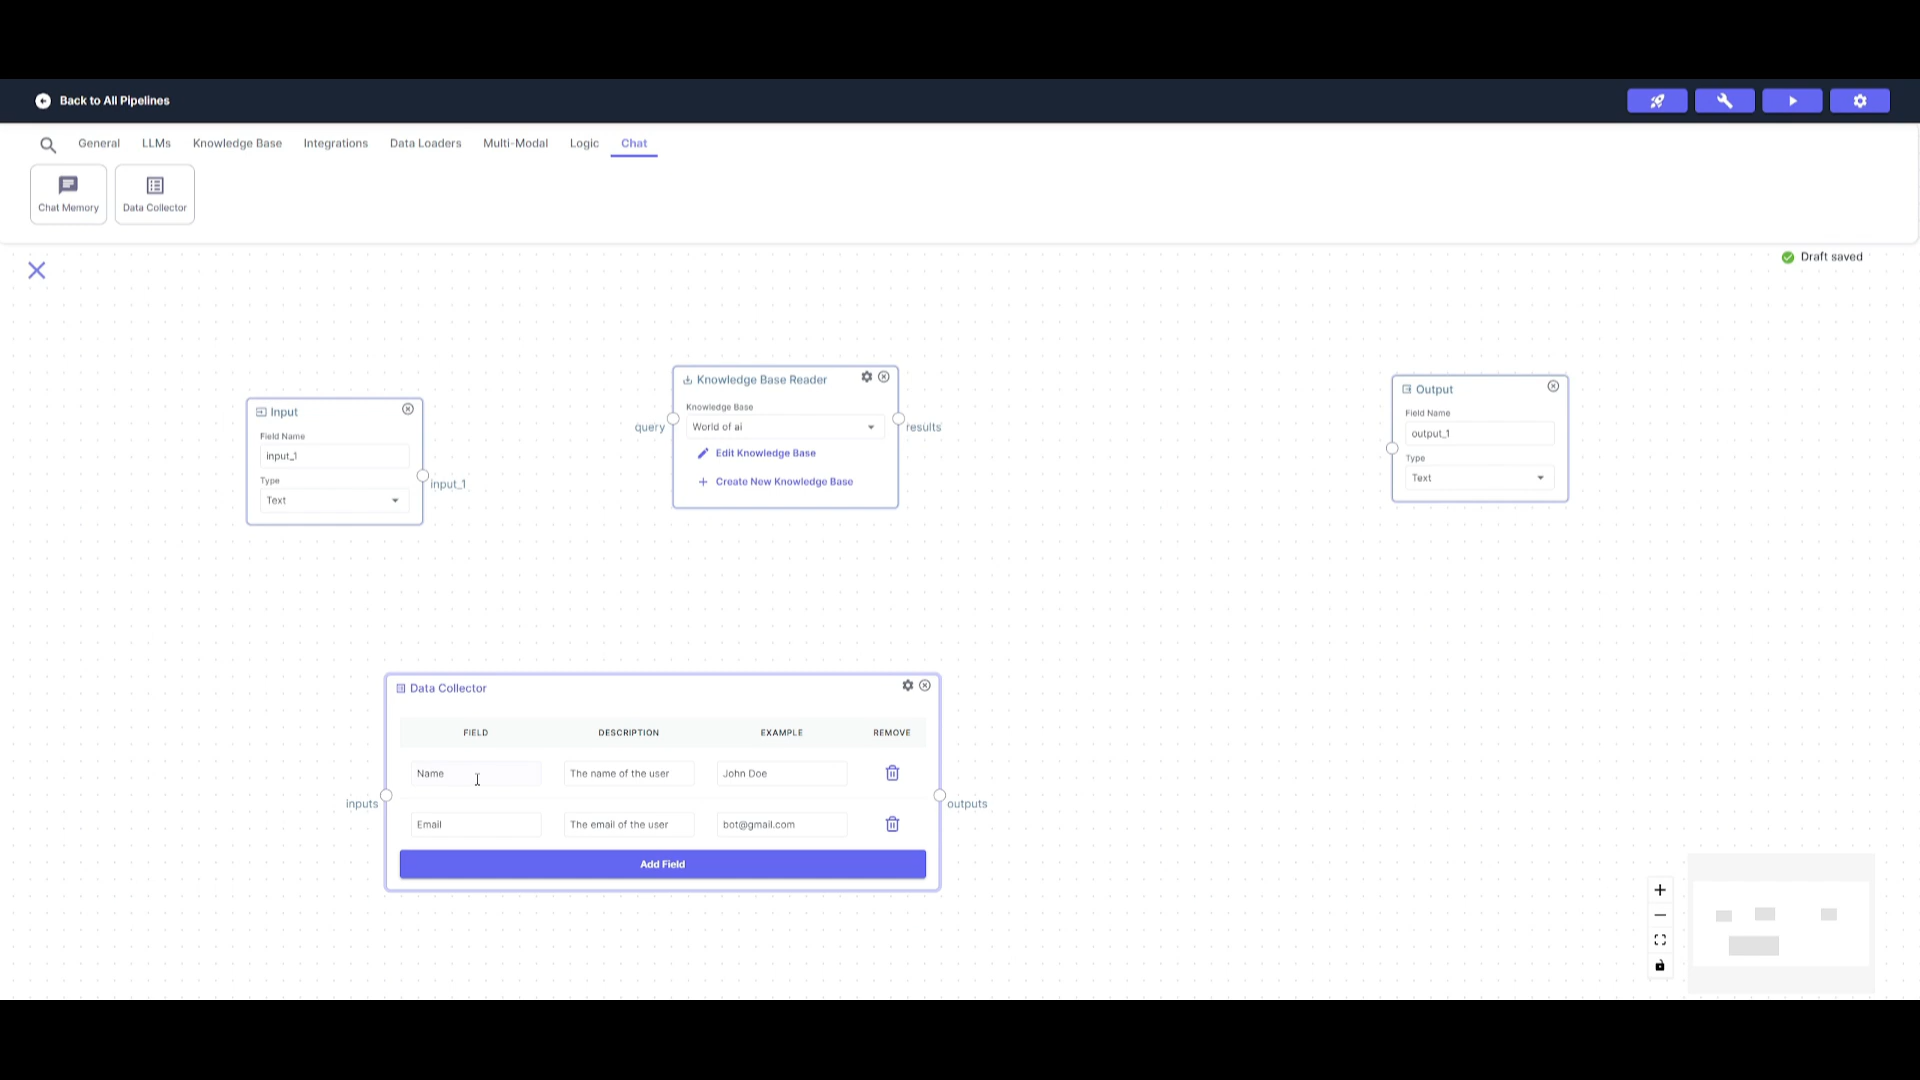 Back to All Pipelines
General LLMs Knowledge Base Integrations Data Loaders Multi-Modal Logic Chat
Chat Memory Data Collector
Draft saved
Input
Field Name
input_1
Type
Text
input_1
Knowledge Base Reader
Knowledge Base
World of ai
Edit Knowledge Base
Create New Knowledge Base
query
results
Output
Field Name
output_1
Type
Text
Data Collector
FIELD DESCRIPTION EXAMPLE REMOVE
Name The name of the user John Doe
inputs outputs
Email The email of the user bot@gmail.com
Add Field